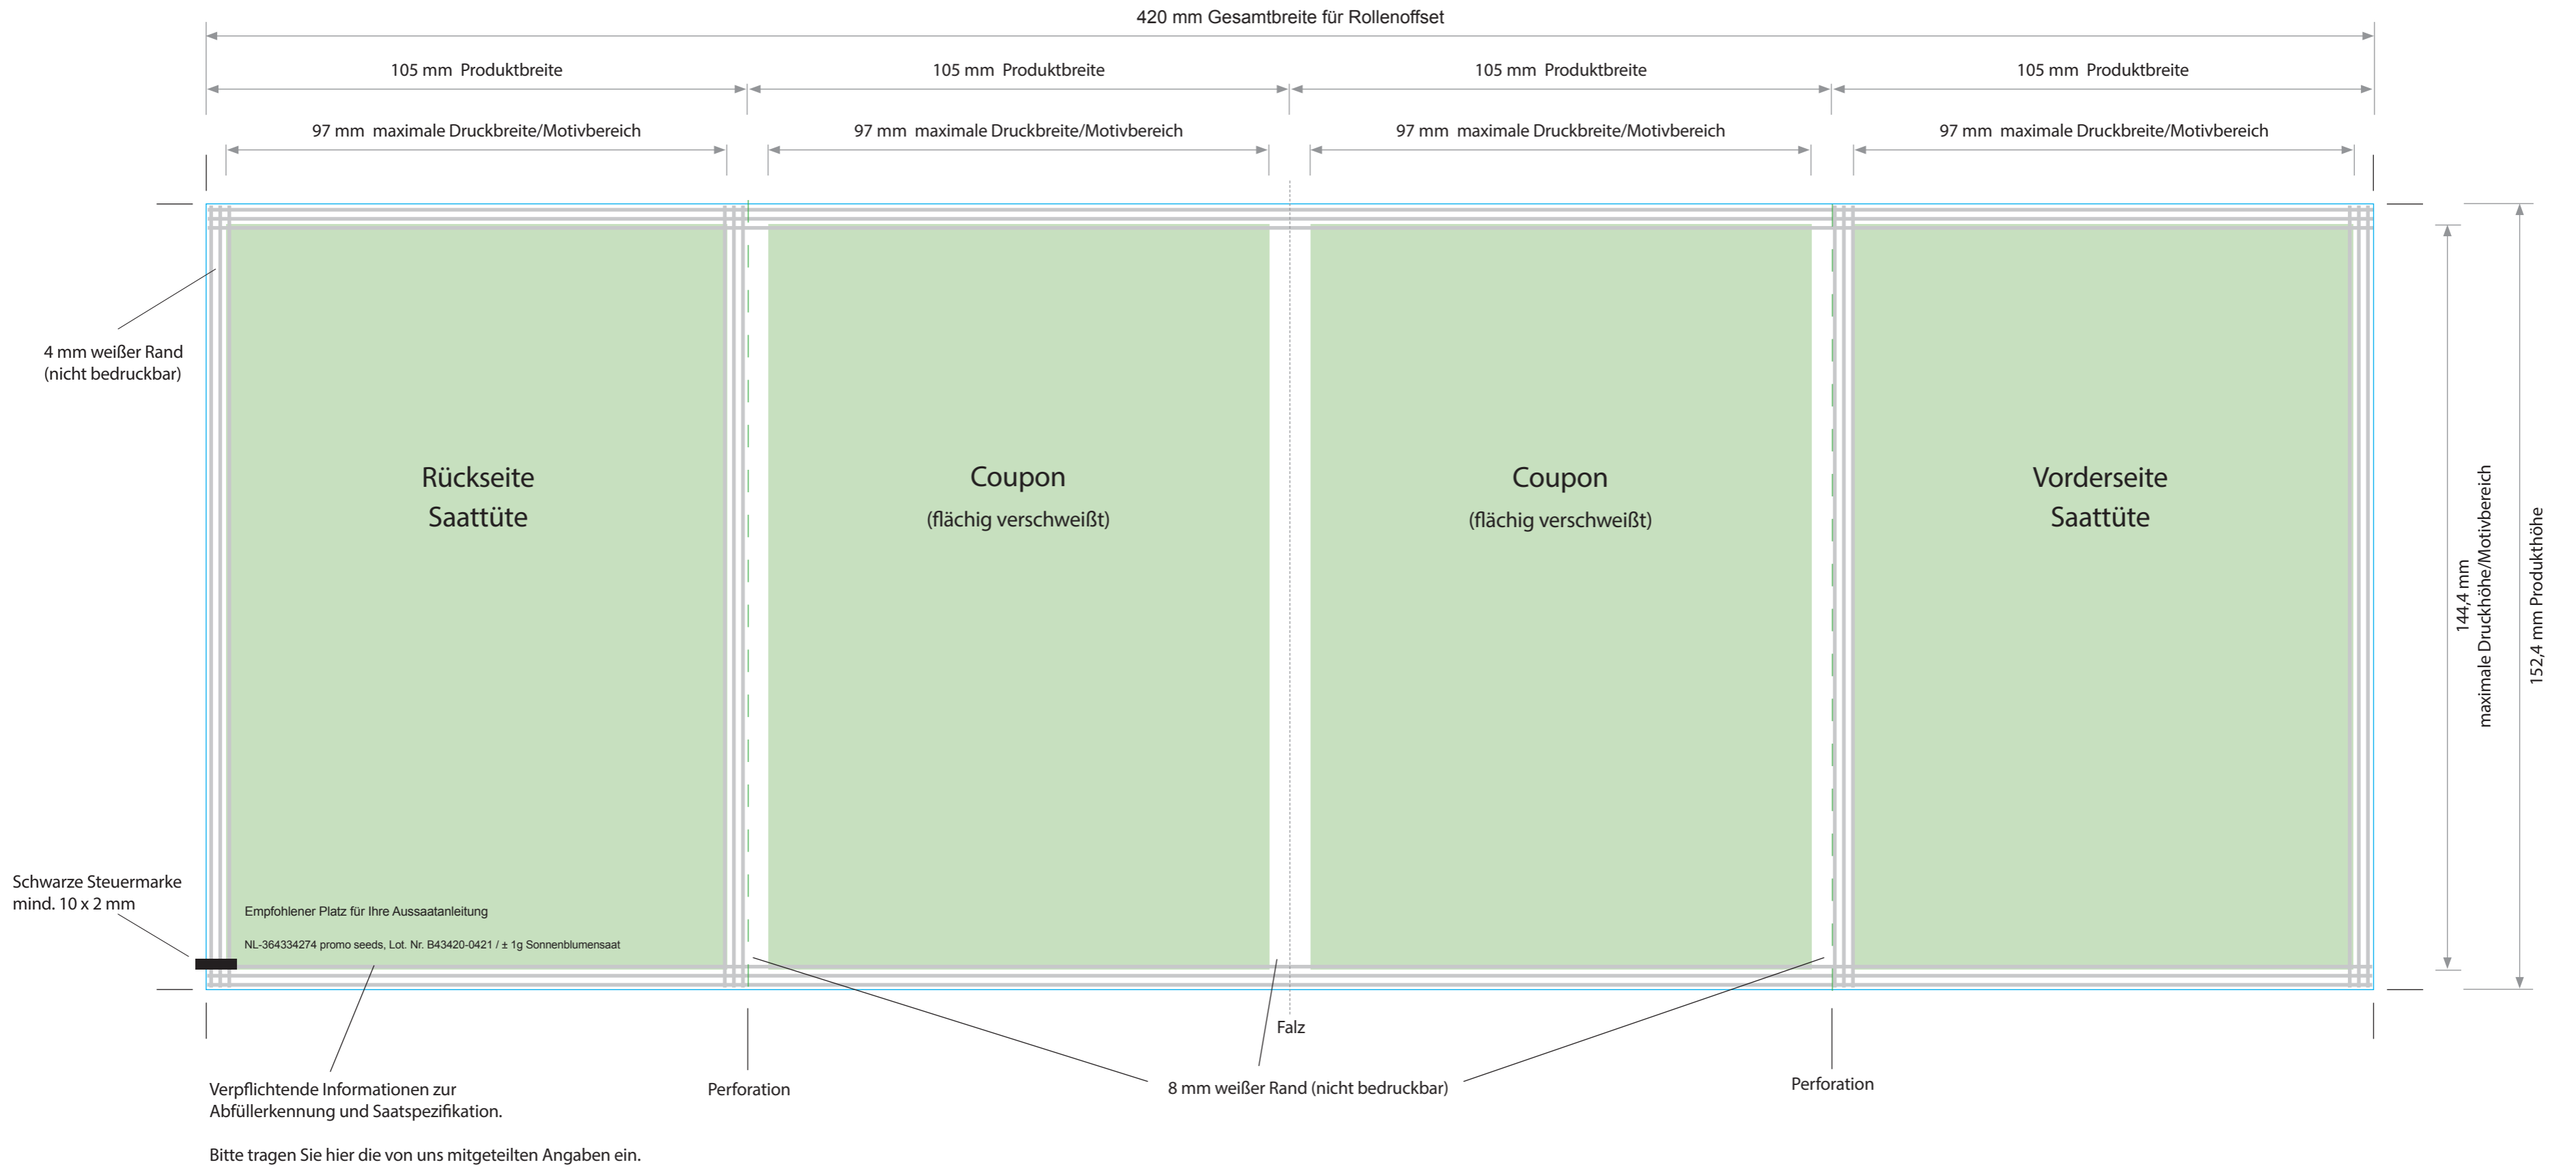 420 mm Gesamtbreite für Rollenoffset
105 mm  Produktbreite
105 mm  Produktbreite
105 mm  Produktbreite
105 mm  Produktbreite
97 mm  maximale Druckbreite/Motivbereich
97 mm  maximale Druckbreite/Motivbereich
97 mm  maximale Druckbreite/Motivbereich
97 mm  maximale Druckbreite/Motivbereich
4 mm weißer Rand
(nicht bedruckbar)
Rückseite
Saattüte
Coupon
(flächig verschweißt)
Coupon
(flächig verschweißt)
Vorderseite
Saattüte
144,4 mm
maximale Druckhöhe/Motivbereich
152,4 mm Produkthöhe
Schwarze Steuermarke
mind. 10 x 2 mm
Empfohlener Platz für Ihre Aussaatanleitung
NL-364334274 promo seeds, Lot. Nr. B43420-0421 / ± 1g Sonnenblumensaat
Falz
Verpflichtende Informationen zur
Abfüllerkennung und Saatspezifikation.
Bitte tragen Sie hier die von uns mitgeteilten Angaben ein.
Perforation
8 mm weißer Rand (nicht bedruckbar)
Perforation